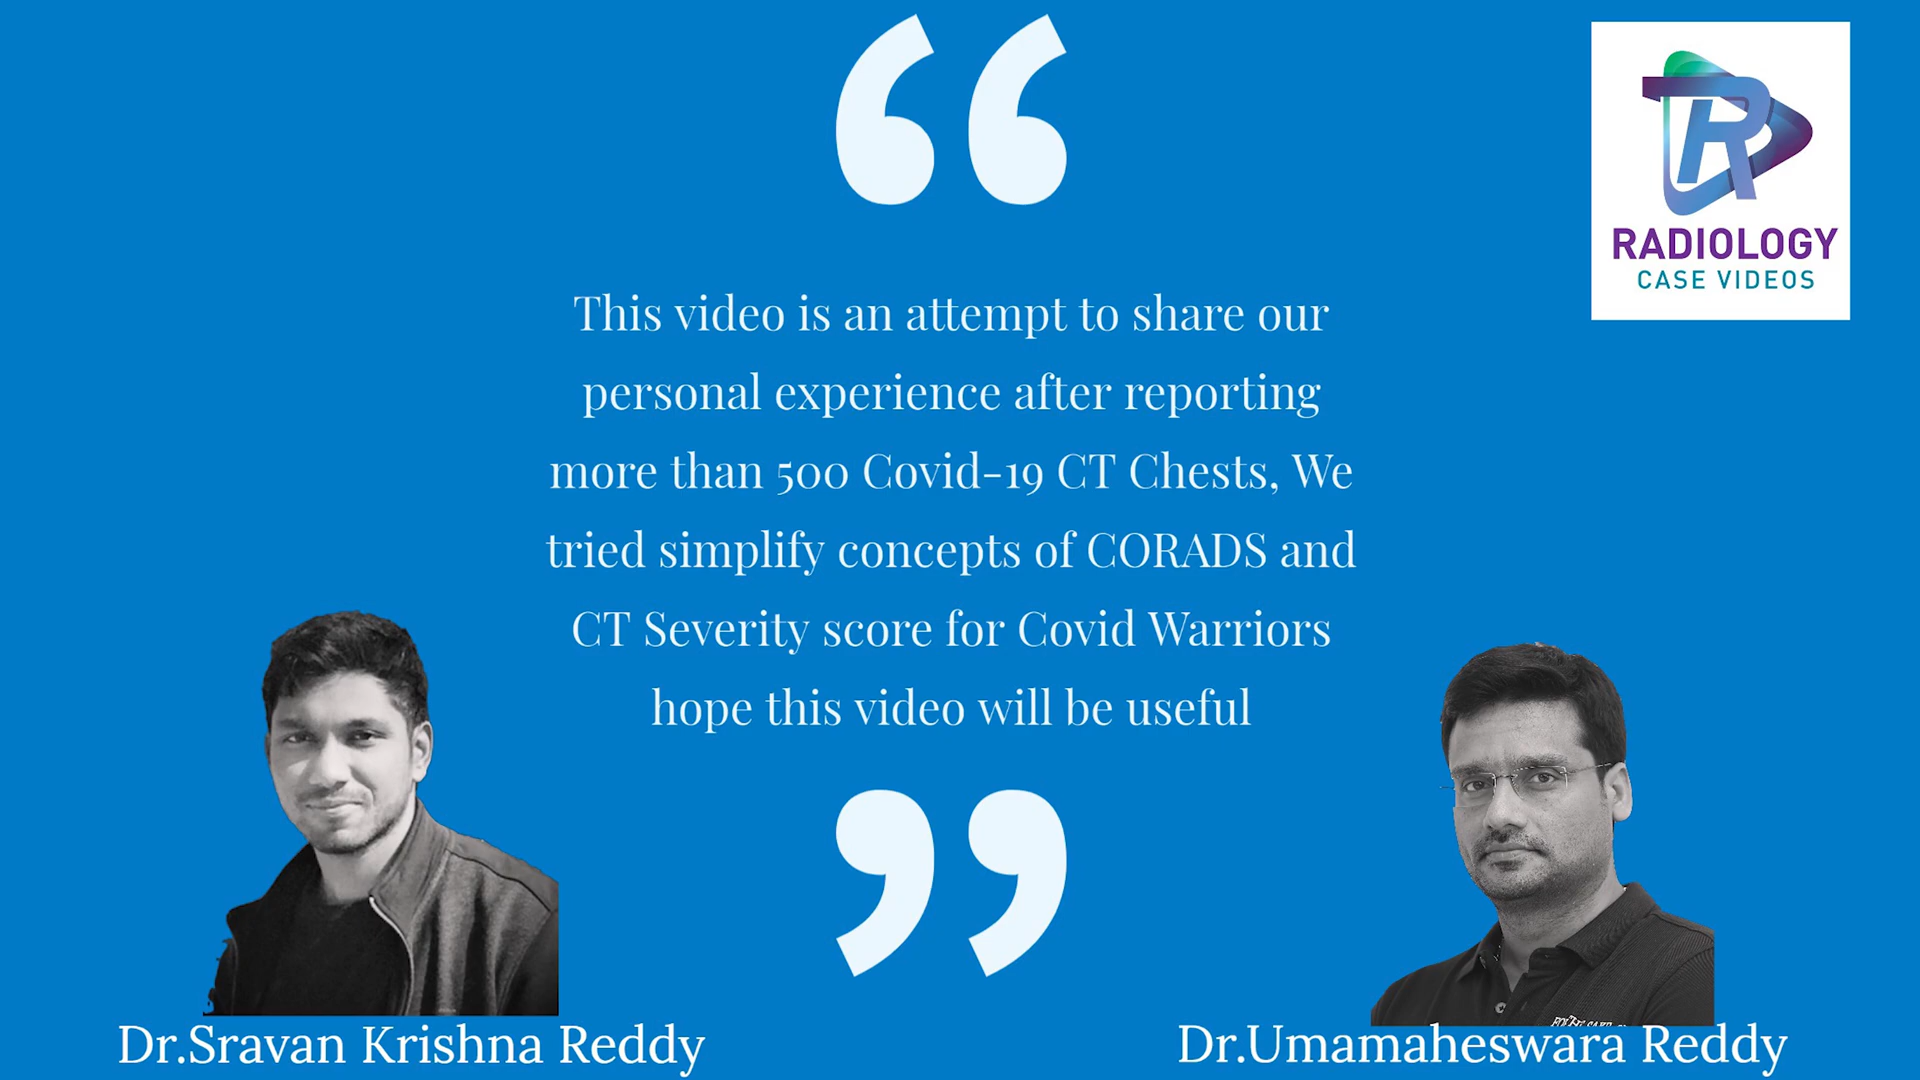 RADIOLOGY
CASE VIDEOS
This video is an attempt to share our
personal experience after reporting
more than 500 Covid-19 CT Chests, We
tried simplify concepts of CORADS and
CT Severity score for Covid Warriors
hope this video will be useful
Dr.Sravan Krishna Reddy
Dr.Umamaheswara Reddy